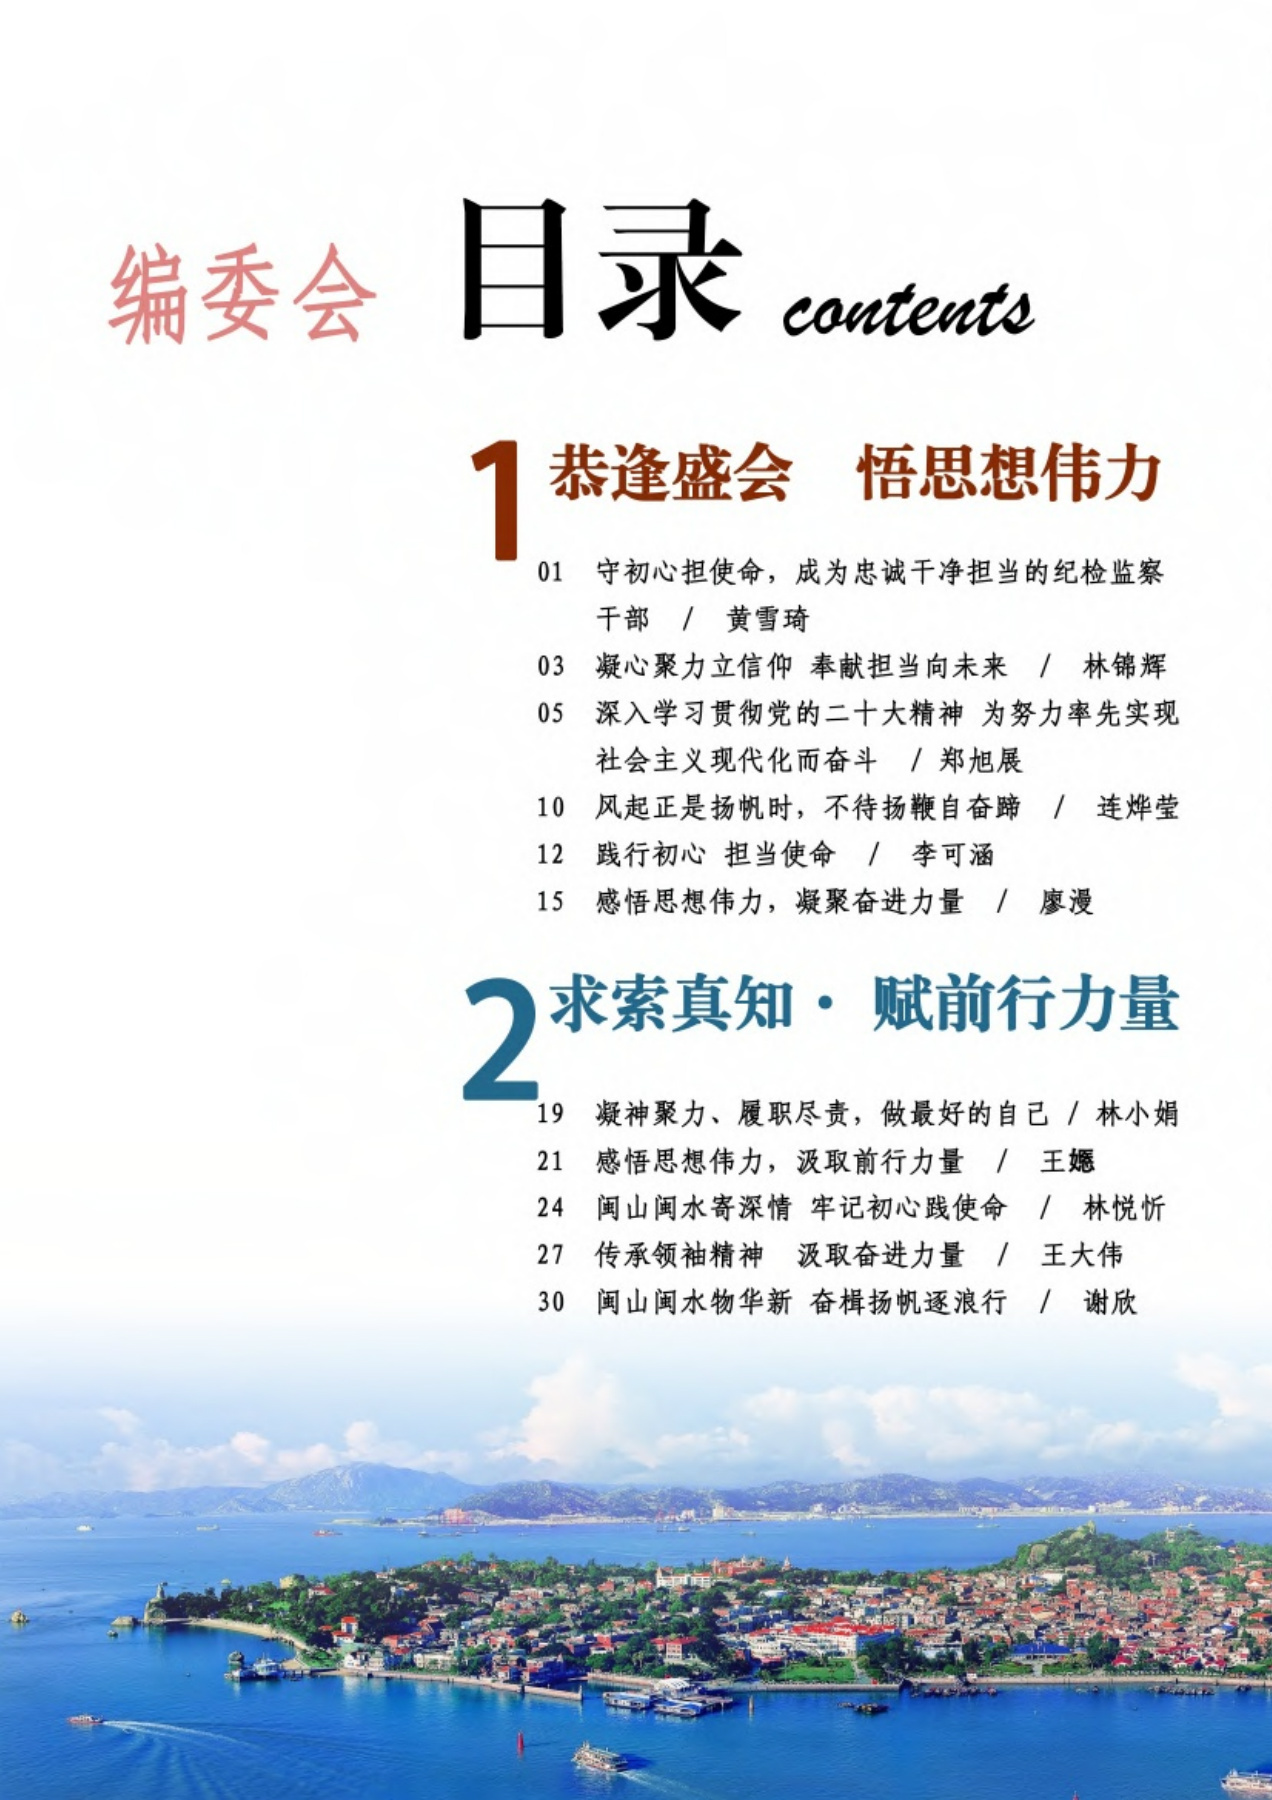 编委会
目录 contents
1 恭逢盛会 悟思想伟力
01 守初心担使命，成为忠诚干净担当的纪检监察
干部 / 黄雪琦
03 凝心聚力立信仰 奉献担当向未来 / 林锦辉
05 深入学习贯彻党的二十大精神 为努力率先实现
社会主义现代化而奋斗 / 郑旭展
10 风起正是扬帆时，不待扬鞭自奋蹄 / 连烨莹
12 践行初心 担当使命 / 李可涵
15 感悟思想伟力，凝聚奋进力量 / 廖漫
2 求索真知· 赋前行力量
19 凝神聚力、履职尽责，做最好的自己 / 林小娟
21 感悟思想伟力，汲取前行力量 / 王
24 闽山闽水寄深情 牢记初心践使命 / 林悦忻
27 传承领袖精神 汲取奋进力量 / 王大伟
30 闽山闽水物华新 奋楫扬帆逐浪行 / 谢欣